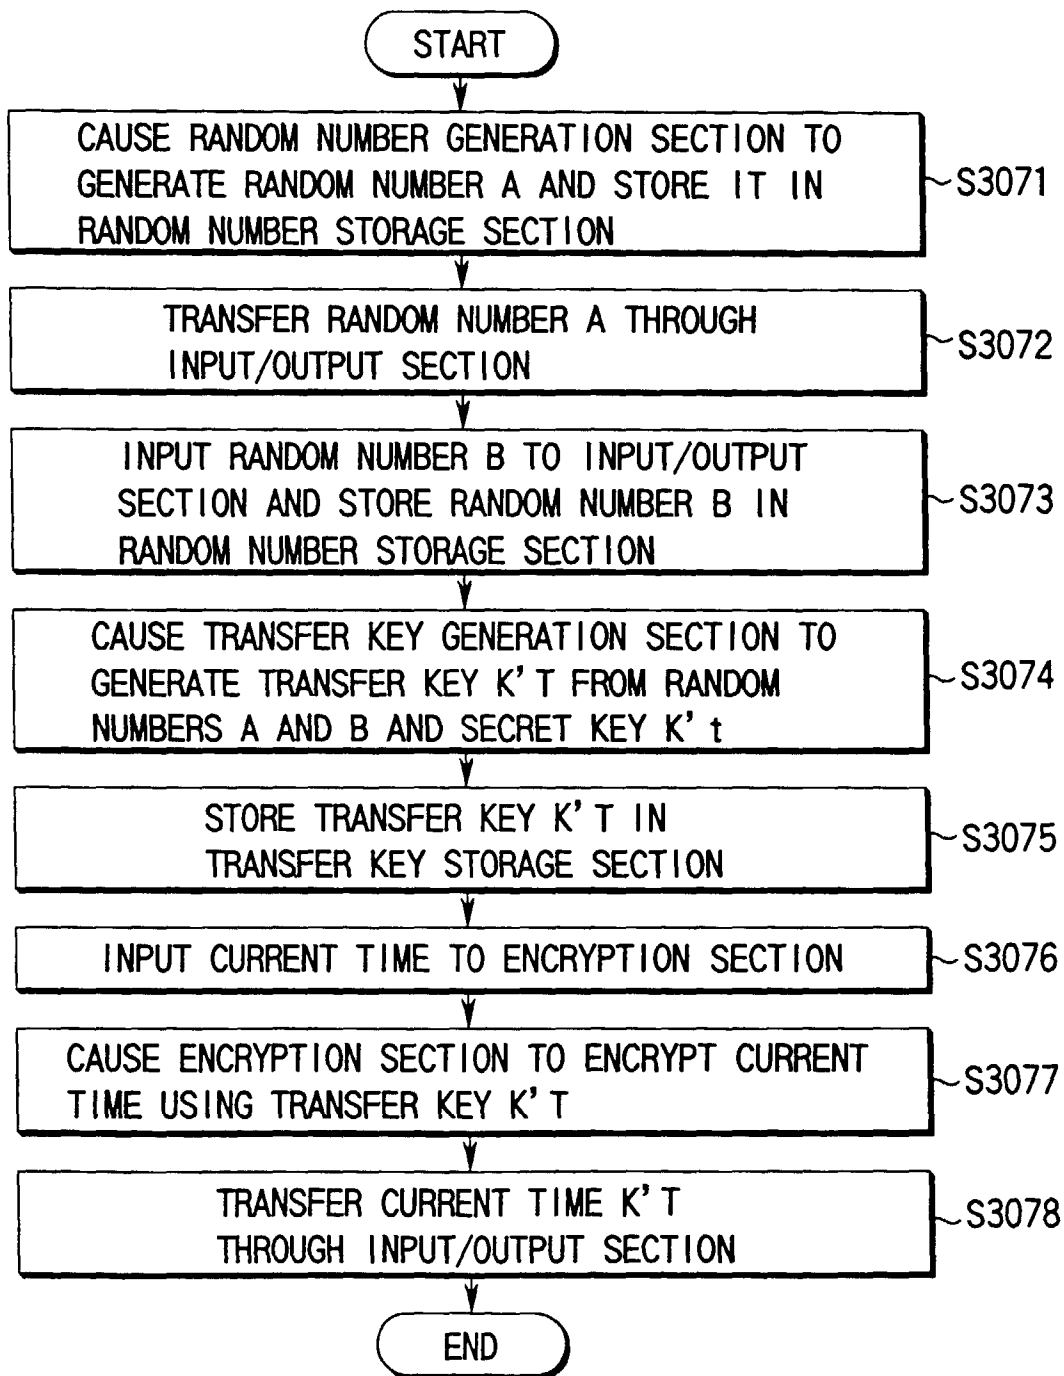 START
CAUSE RANDOM NUMBER GENERATION SECTION TO
GENERATE RANDOM NUMBER A AND STORE IT IN
RANDOM NUMBER STORAGE SECTION
S3071
TRANSFER RANDOM NUMBER A THROUGH
INPUT/OUTPUT SECTION
S3072
INPUT RANDOM NUMBER B TO INPUT/OUTPUT
SECTION AND STORE RANDOM NUMBER B IN
RANDOM NUMBER STORAGE SECTION
S3073
CAUSE TRANSFER KEY GENERATION SECTION TO
GENERATE TRANSFER KEY K'T FROM RANDOM
NUMBERS A AND B AND SECRET KEY K't
S3074
STORE TRANSFER KEY K'T IN
TRANSFER KEY STORAGE SECTION
S3075
INPUT CURRENT TIME TO ENCRYPTION SECTION
S3076
CAUSE ENCRYPTION SECTION TO ENCRYPT CURRENT
TIME USING TRANSFER KEY K'T
S3077
TRANSFER CURRENT TIME K'T
THROUGH INPUT/OUTPUT SECTION
S3078
END